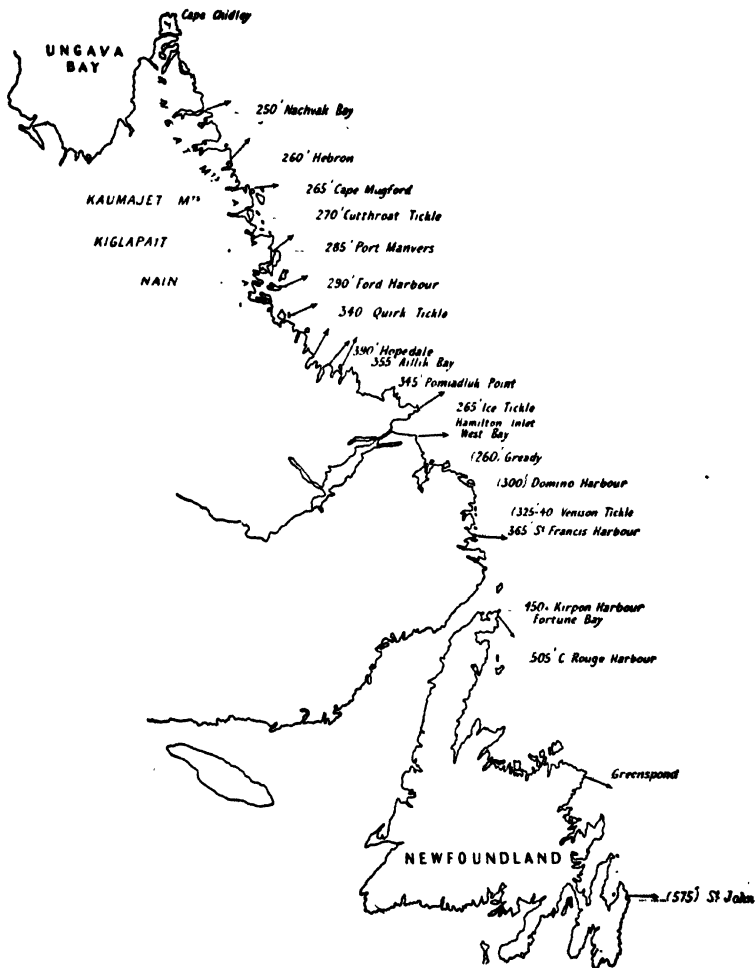 Cape Chidley
UNGAVA
BAY
250' Nachvak Bay
260' Hebron
265' Cape Mugford
KAUMAJET Mᵗˢ
270' Cutthroat Tickle
KIGLAPAIT
285' Port Manvers
NAIN
290' Ford Harbour
340 Quirk Tickle
390' Hopedale
355 Aillik Bay
345' Pomiadluk Point
265' Ice Tickle
Hamilton Inlet
West Bay
(260,' Gready
(300') Domino Harbour
(325-40 Venison Tickle
365' Sᵗ Francis Harbour
450. Kirpon Harbour
Fortune Bay
505' C Rouge Harbour
Greenspond
NEWFOUNDLAND
(575') Sᵗ John